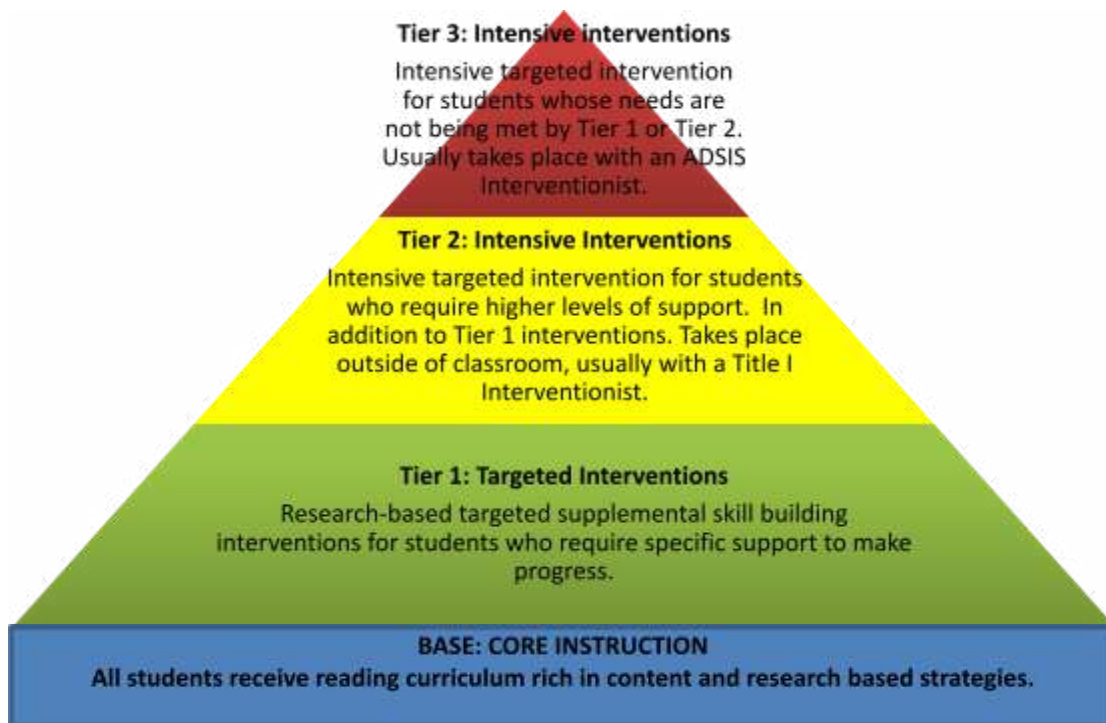 Tier 3: Intensive interventions
Intensive targeted intervention
for students whose needs are
not being met by Tier 1 or Tier 2.
Usually takes place with an ADSIS
Interventionist.
Tier 2: Intensive Interventions
Intensive targeted intervention for students
who require higher levels of support.  In
addition to Tier 1 interventions. Takes place
outside of classroom, usually with a Title I
Interventionist.
Tier 1: Targeted Interventions
Research-based targeted supplemental skill building
interventions for students who require specific support to make
progress.
BASE: CORE INSTRUCTION
All students receive reading curriculum rich in content and research based strategies.